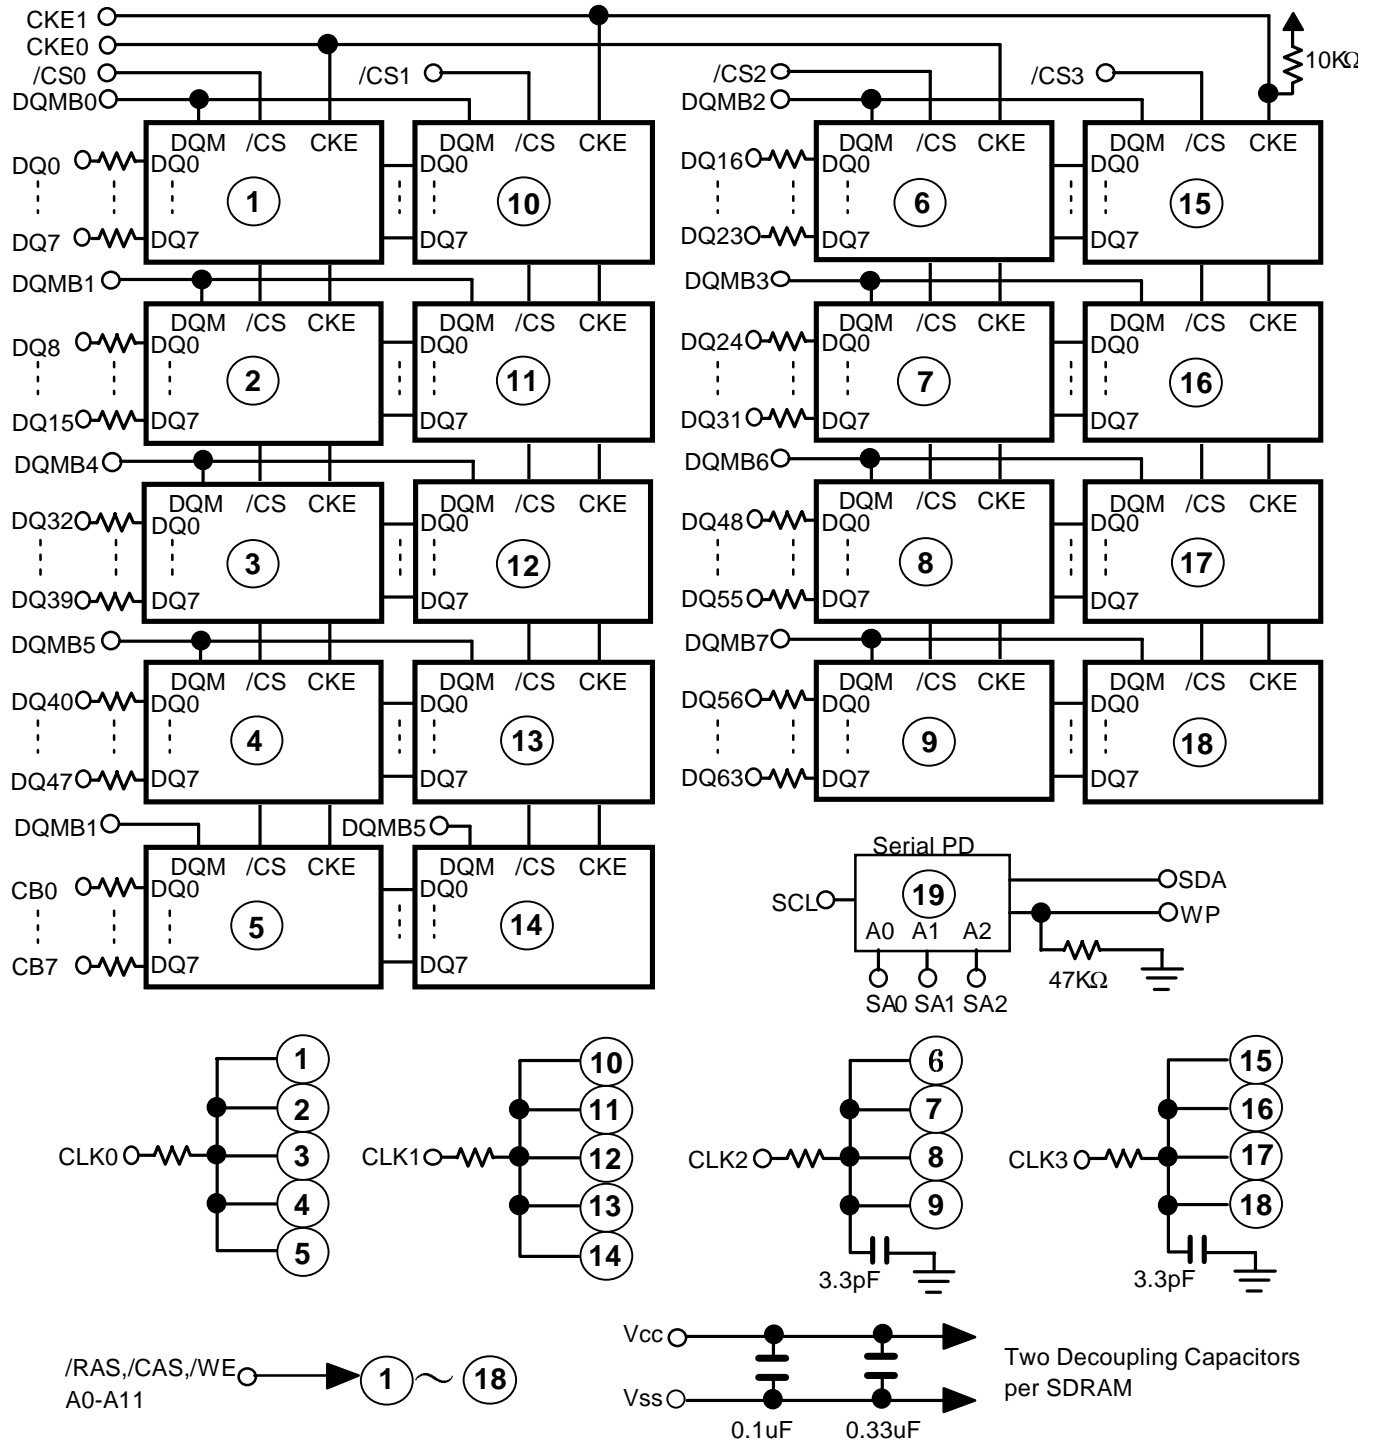 CKE1
CKE0
/CS0
/CS1
/CS2
/CS3
10KΩ
DQMB0
DQMB2
DQM /CS CKE
DQ0
1
DQ7
DQM /CS CKE
DQ0
10
DQM /CS CKE
DQ0
6
DQ7
DQM /CS CKE
DQ0
15
DQ7
DQ0
DQ7
DQ7
DQ16
DQ23
DQMB1
DQMB3
DQM /CS CKE
DQ0
2
DQ7
DQM /CS CKE
DQ0
11
DQ7
DQM /CS CKE
DQ0
7
DQ7
DQM /CS CKE
DQ0
16
DQ7
DQ8
DQ15
DQ24
DQ31
DQMB4
DQMB6
DQM /CS CKE
DQ0
3
DQ7
DQM /CS CKE
DQ0
12
DQ7
DQM /CS CKE
DQ0
8
DQ7
DQM /CS CKE
DQ0
17
DQ7
DQ32
DQ39
DQ48
DQ55
DQMB5
DQMB7
DQM /CS CKE
DQ0
4
DQ7
DQM /CS CKE
DQ0
13
DQ7
DQM /CS CKE
DQ0
9
DQ7
DQM /CS CKE
DQ0
18
DQ7
DQ40
DQ47
DQ56
DQ63
DQMB1
DQMB5
DQM /CS CKE
DQ0
5
DQ7
DQM /CS CKE
DQ0
14
DQ7
CB0
CB7
Serial PD
SCL
19
A0 A1 A2
SDA
WP
SA0 SA1 SA2
47KΩ
CLK0
1
2
3
4
5
CLK1
10
11
12
13
14
CLK2
6
7
8
9
3.3pF
CLK3
15
16
17
18
3.3pF
/RAS,/CAS,/WE
A0-A11
1 ~ 18
Vcc
Vss
0.1uF
0.33uF
Two Decoupling Capacitors
per SDRAM